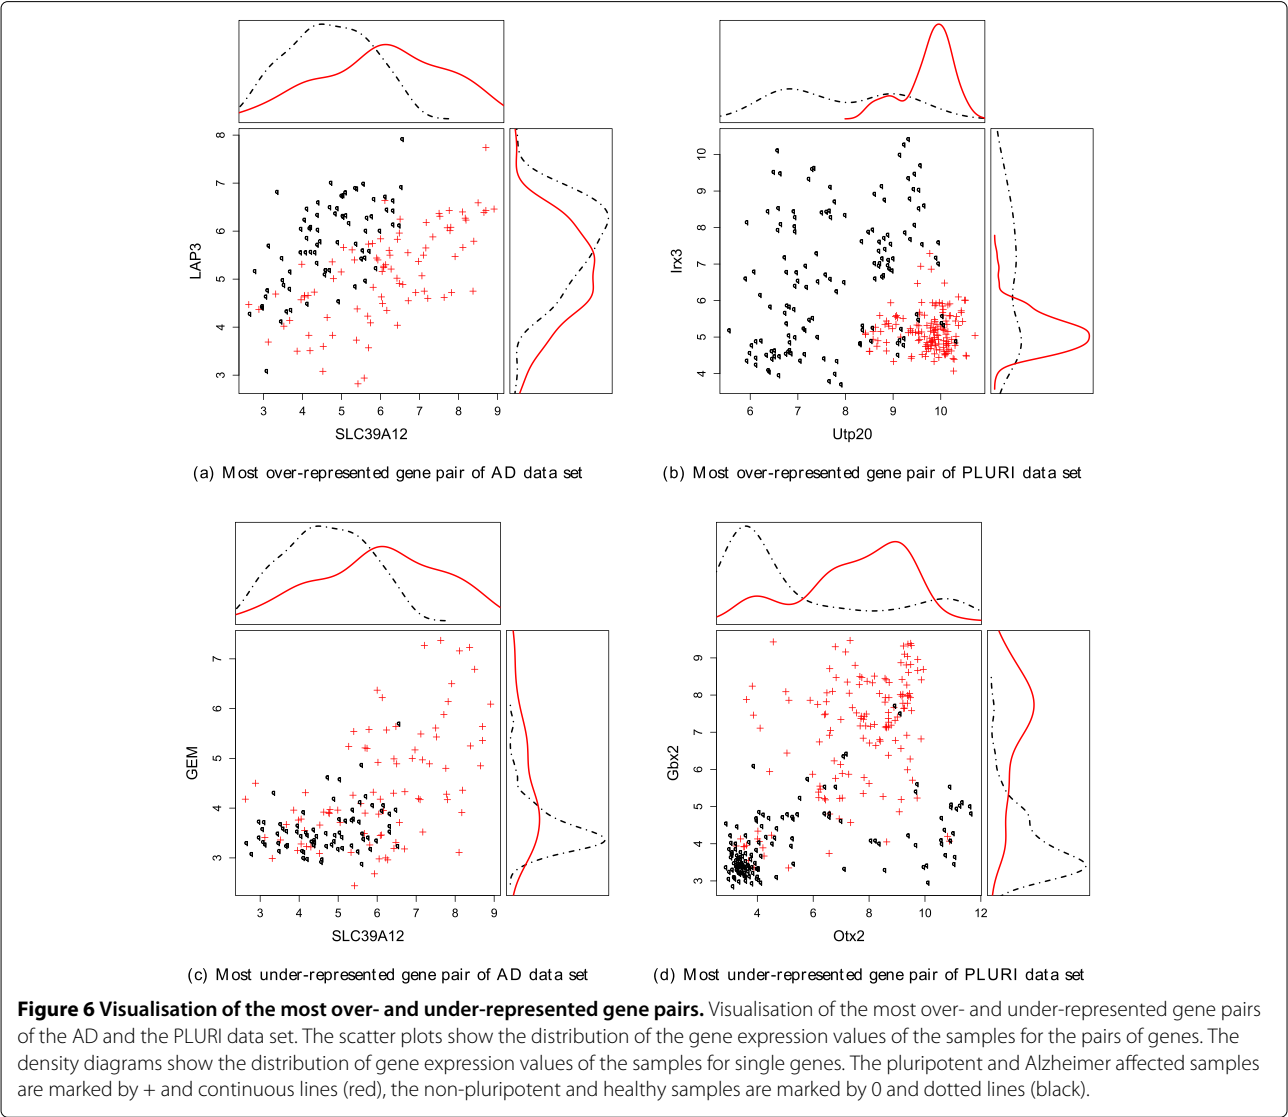 LAP3
8
7
6
5
4
3
3 4 5 6 7 8 9
SLC39A12
(a) Most over-represented gene pair of AD data set
Irx3
10
9
8
7
6
5
4
6 7 8 9 10
Utp20
(b) Most over-represented gene pair of PLURI data set
GEM
7
6
5
4
3
3 4 5 6 7 8 9
SLC39A12
(c) Most under-represented gene pair of AD data set
Gbx2
9
8
7
6
5
4
3
4 6 8 10 12
Otx2
(d) Most under-represented gene pair of PLURI data set
Figure 6 Visualisation of the most over- and under-represented gene pairs. Visualisation of the most over- and under-represented gene pairs
of the AD and the PLURI data set. The scatter plots show the distribution of the gene expression values of the samples for the pairs of genes. The
density diagrams show the distribution of gene expression values of the samples for single genes. The pluripotent and Alzheimer affected samples
are marked by + and continuous lines (red), the non-pluripotent and healthy samples are marked by 0 and dotted lines (black).